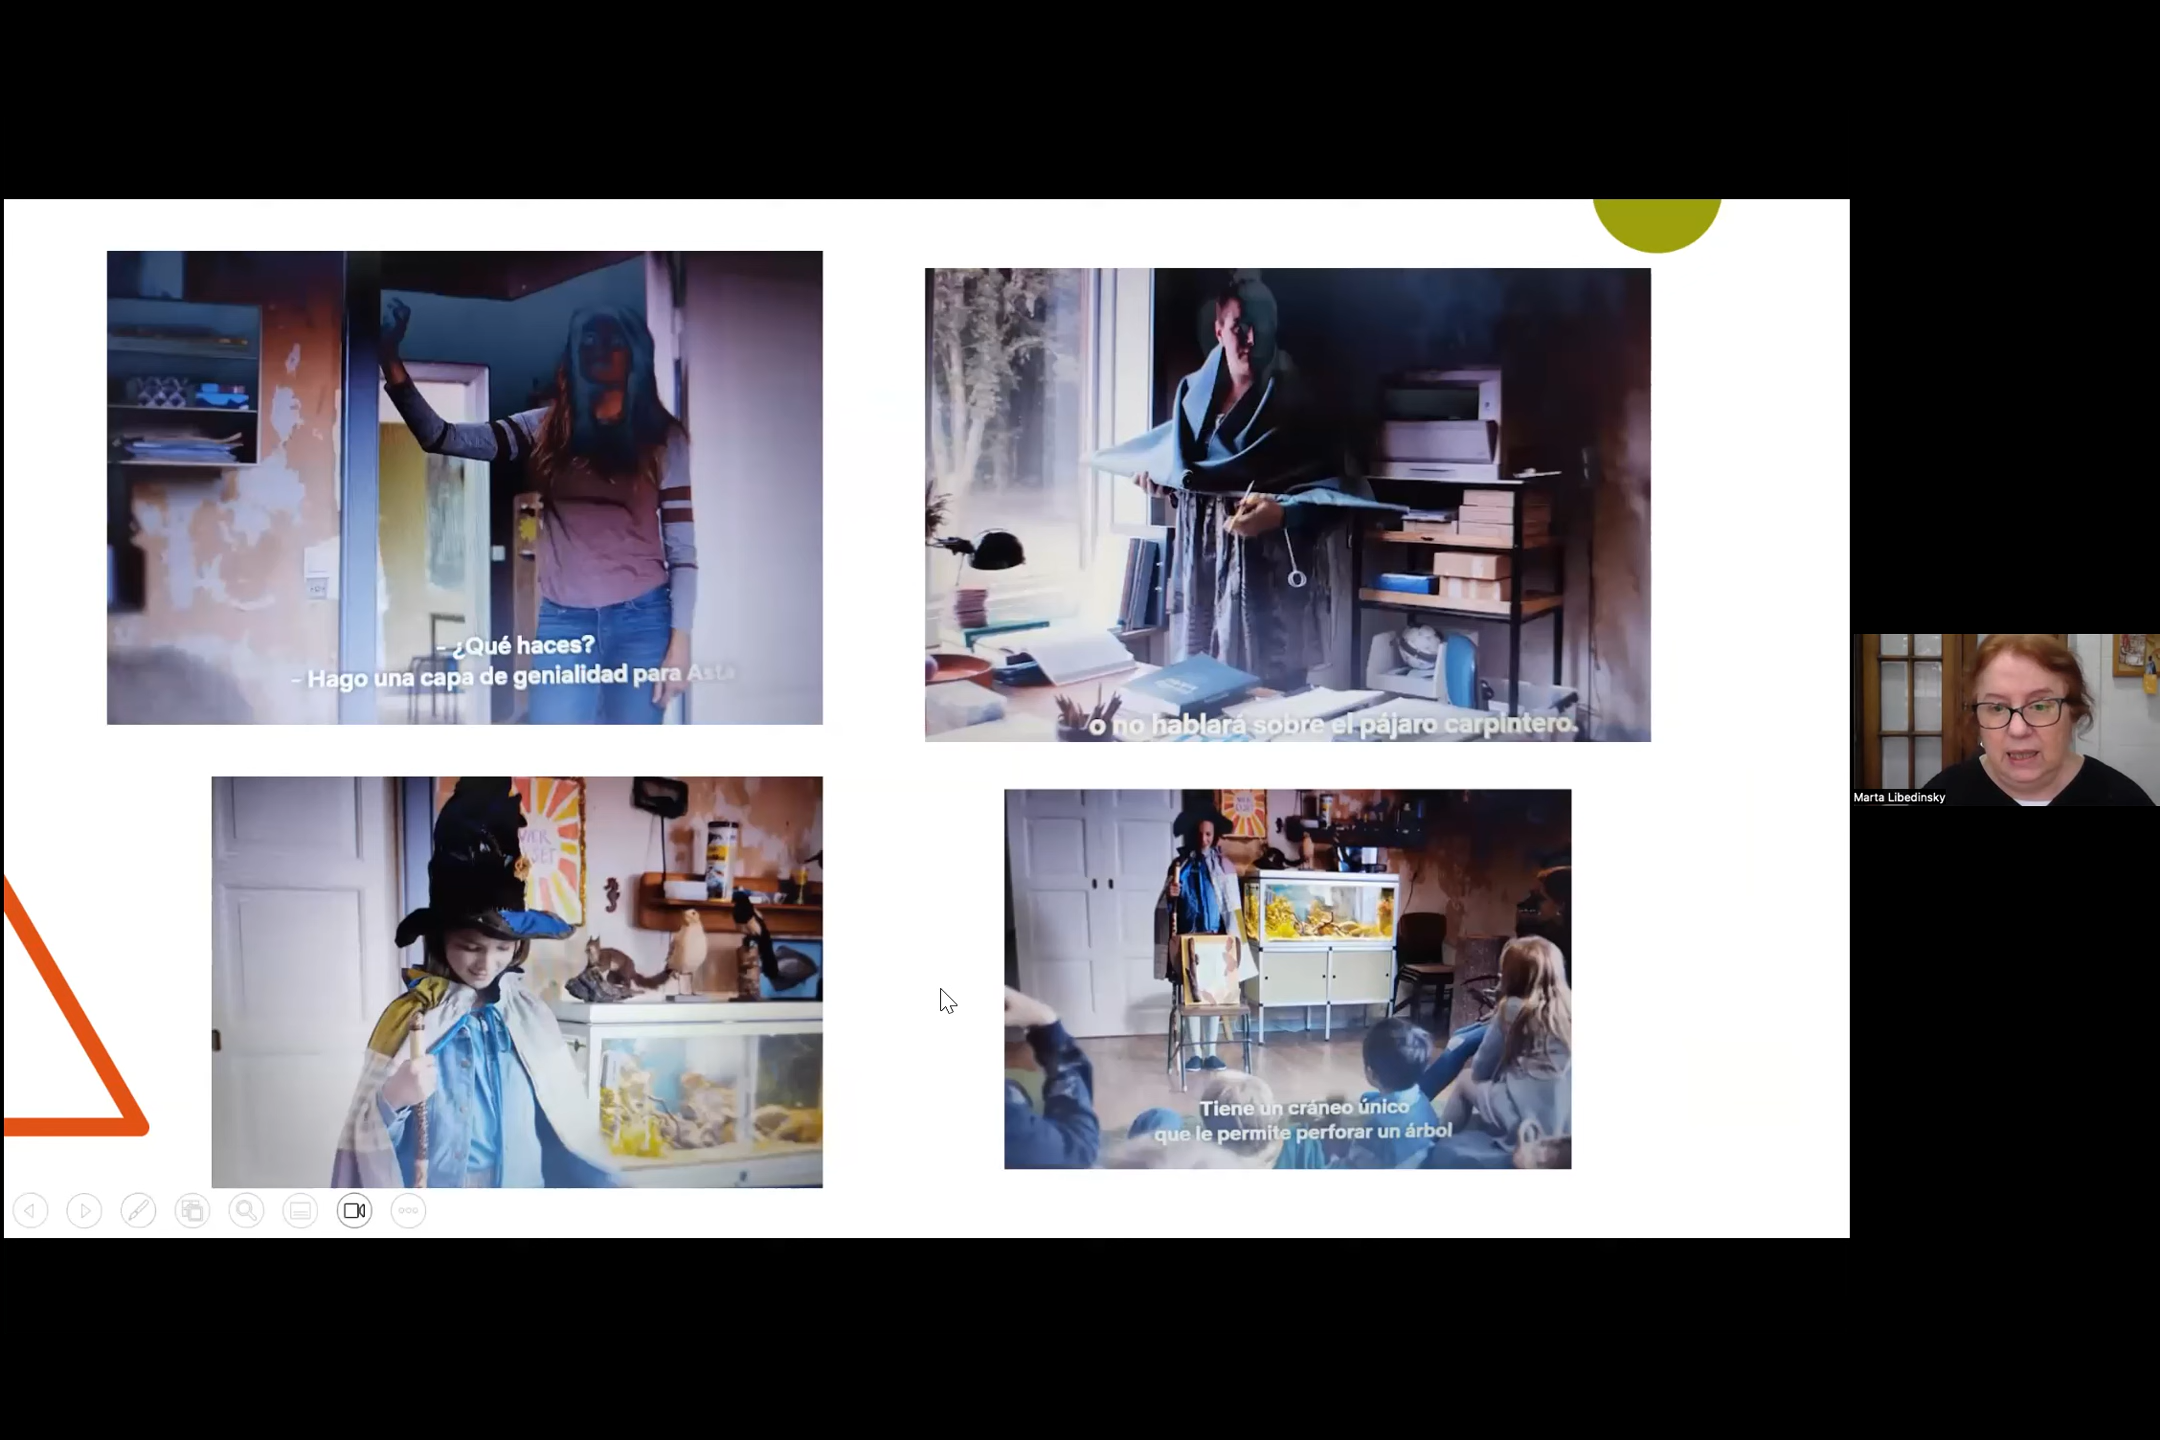 - ¿Qué haces?
- Hago una capa de genialidad para Asta
o no hablará sobre el pájaro carpintero.
Tiene un cráneo único
que le permite perforar un árbol
Marta Libedinsky